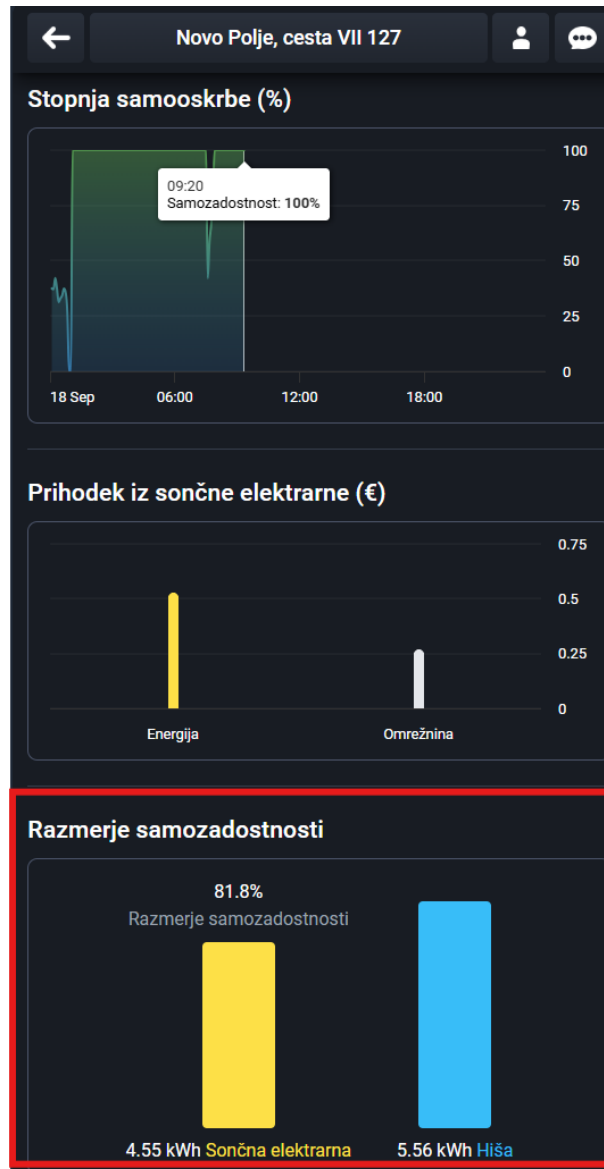 Novo Polje, cesta VII 127
Stopnja samooskrbe (%)
100
09:20
Samozadostnost: 100%
75
50
25
0
18 Sep 06:00 12:00 18:00
Prihodek iz sončne elektrarne (€)
0.75
0.5
0.25
0
Energija Omrežnina
Razmerje samozadostnosti
81.8%
Razmerje samozadostnosti
4.55 kWh Sončna elektrarna 5.56 kWh Hiša